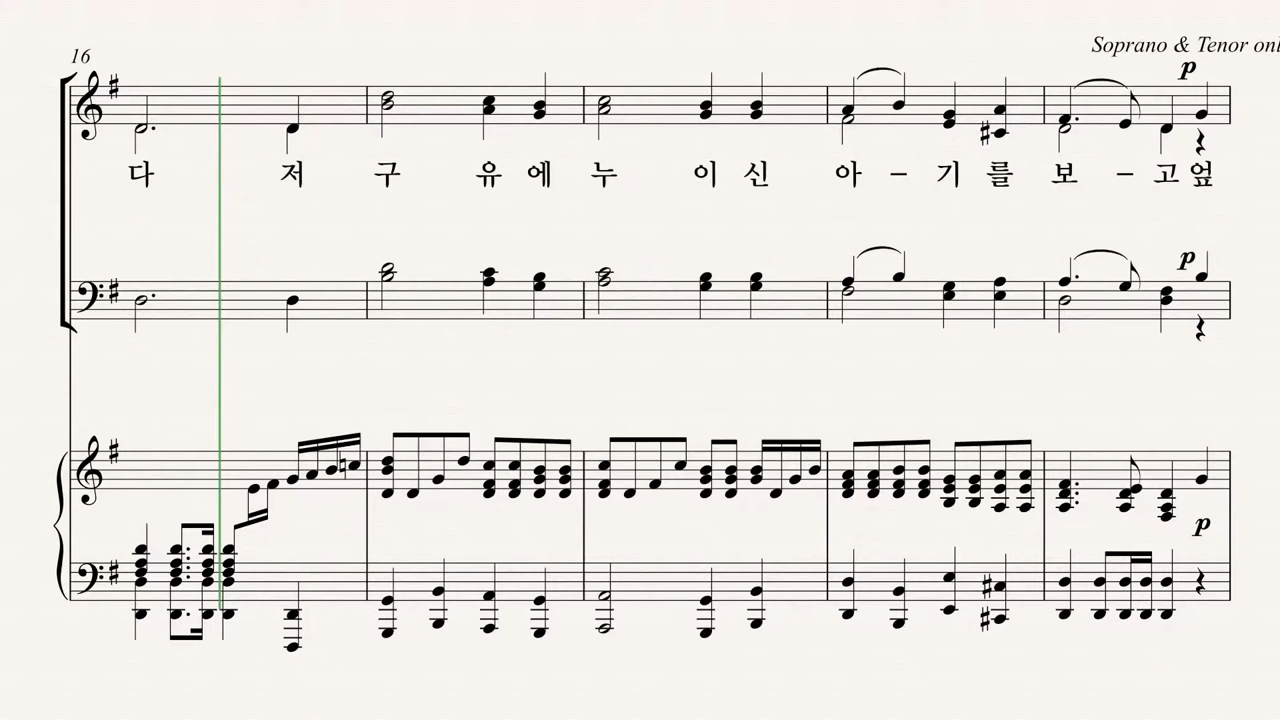 16
Soprano & Tenor onl
p
다 저 구 유 에 누 이 신 아 – 기 를 보 – 고 엎
p
p